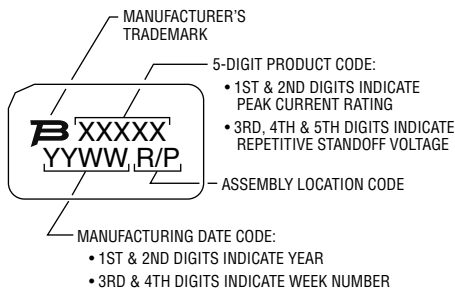 MANUFACTURER'S
TRADEMARK
5-DIGIT PRODUCT CODE:
• 1ST & 2ND DIGITS INDICATE
PEAK CURRENT RATING
• 3RD, 4TH & 5TH DIGITS INDICATE
REPETITIVE STANDOFF VOLTAGE
B XXXXX
YYWW R/P
ASSEMBLY LOCATION CODE
MANUFACTURING DATE CODE:
• 1ST & 2ND DIGITS INDICATE YEAR
• 3RD & 4TH DIGITS INDICATE WEEK NUMBER